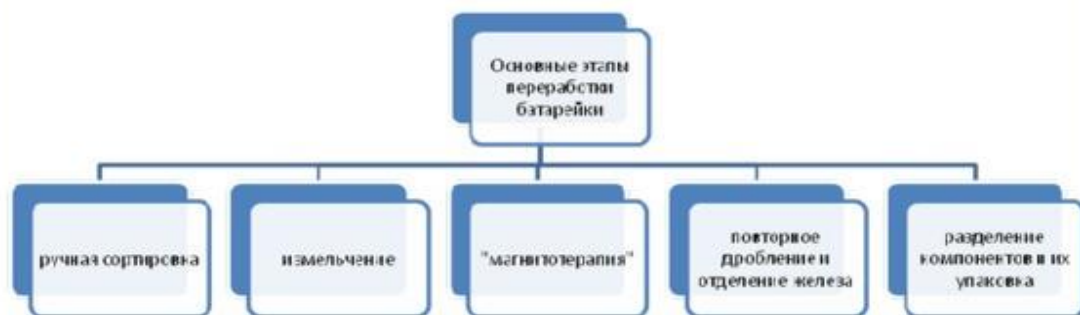 Основные этапы
переработки
батарейки
ручная сортировка
измельчение
"магнитотерапия"
повторное
дробление и
отделение железа
разделение
компонентов и их
упаковка